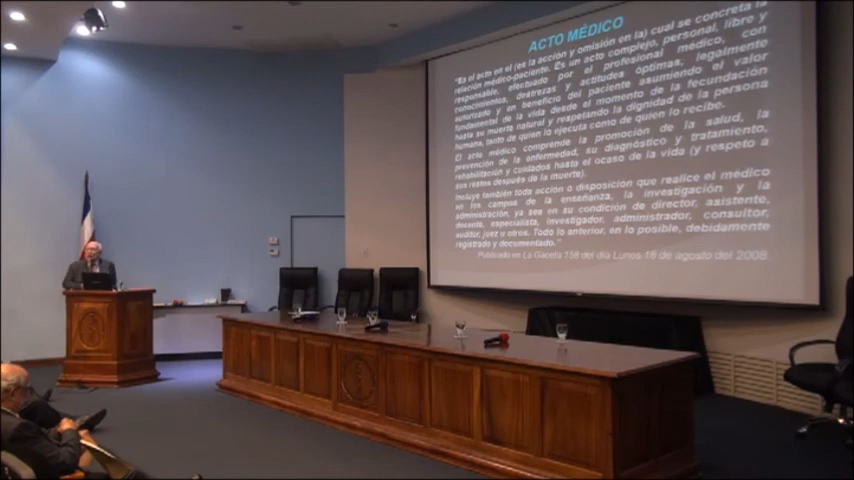 ACTO MÉDICO
"Es el acto en el (es la acción y omisión en la) cual se concreta la
relación médico-paciente. Es un acto complejo, personal, libre y
responsable, efectuado por el profesional médico, con
conocimientos, destrezas y actitudes óptimas, legalmente
autorizado y en beneficio del paciente asumiendo el valor
fundamental de la vida desde el momento de la fecundación
hasta su muerte natural y respetando la dignidad de la persona
humana, tanto de quien lo ejecuta como de quien lo recibe.
El acto médico comprende la promoción de la salud, la
prevención de la enfermedad, su diagnóstico y tratamiento,
rehabilitación y cuidados hasta el ocaso de la vida (y respeto a
sus restos después de la muerte).
Incluye también toda acción o disposición que realice el médico
en los campos de la enseñanza, la investigación y la
administración, ya sea en su condición de director, asistente,
docente, especialista, investigador, administrador, consultor,
auditor, juez u otros. Todo lo anterior, en lo posible, debidamente
registrado y documentado."
Publicado en La Gaceta 158 del día Lunes 18 de agosto del 2008